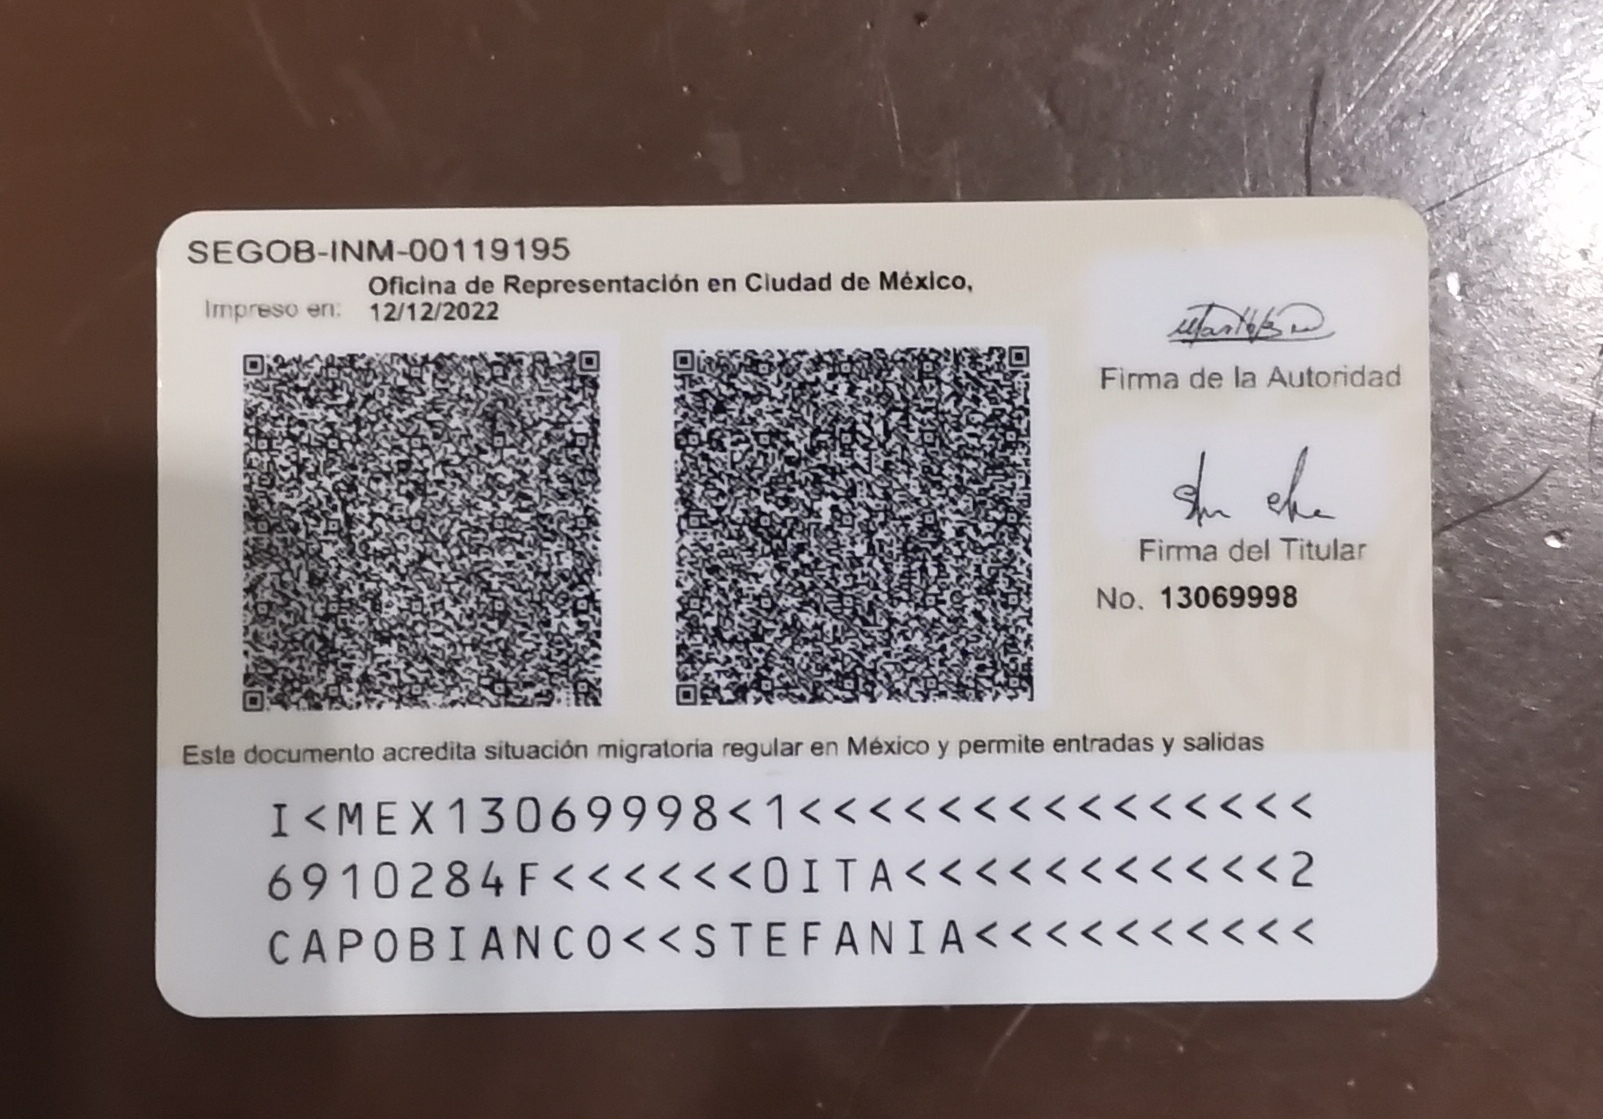 SEGOB-INM-00119195
Oficina de Representación en Ciudad de México,
Impreso en: 12/12/2022
Firma de la Autoridad
Firma del Titular
No. 13069998
Este documento acredita situación migratoria regular en México y permite entradas y salidas
I<MEX13069998<1<<<<<<<<<<<<<<<
6910284F<<<<<<0ITA<<<<<<<<<<<2
CAPOBIANCO<<STEFANIA<<<<<<<<<<